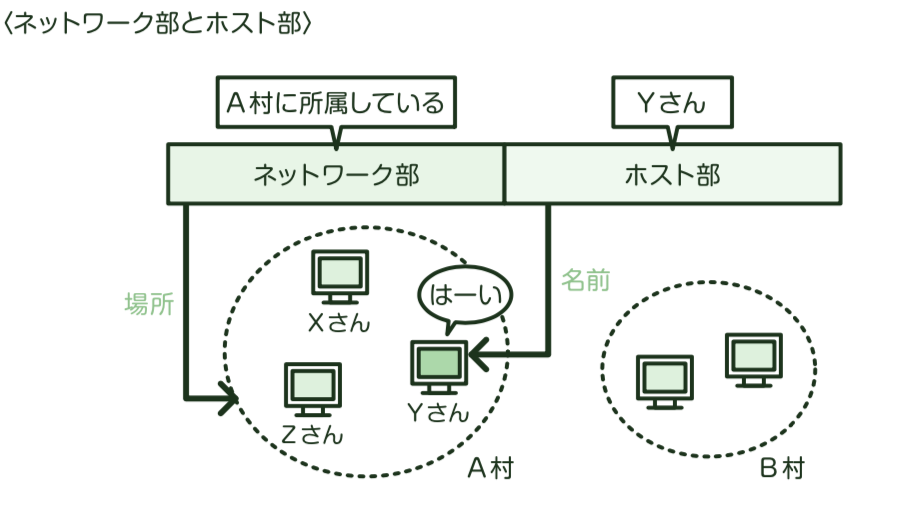 〈ネットワーク部とホスト部〉
A村に所属している
Yさん
ネットワーク部
ホスト部
場所
名前
はーい
Xさん
Zさん
Yさん
A村
B村